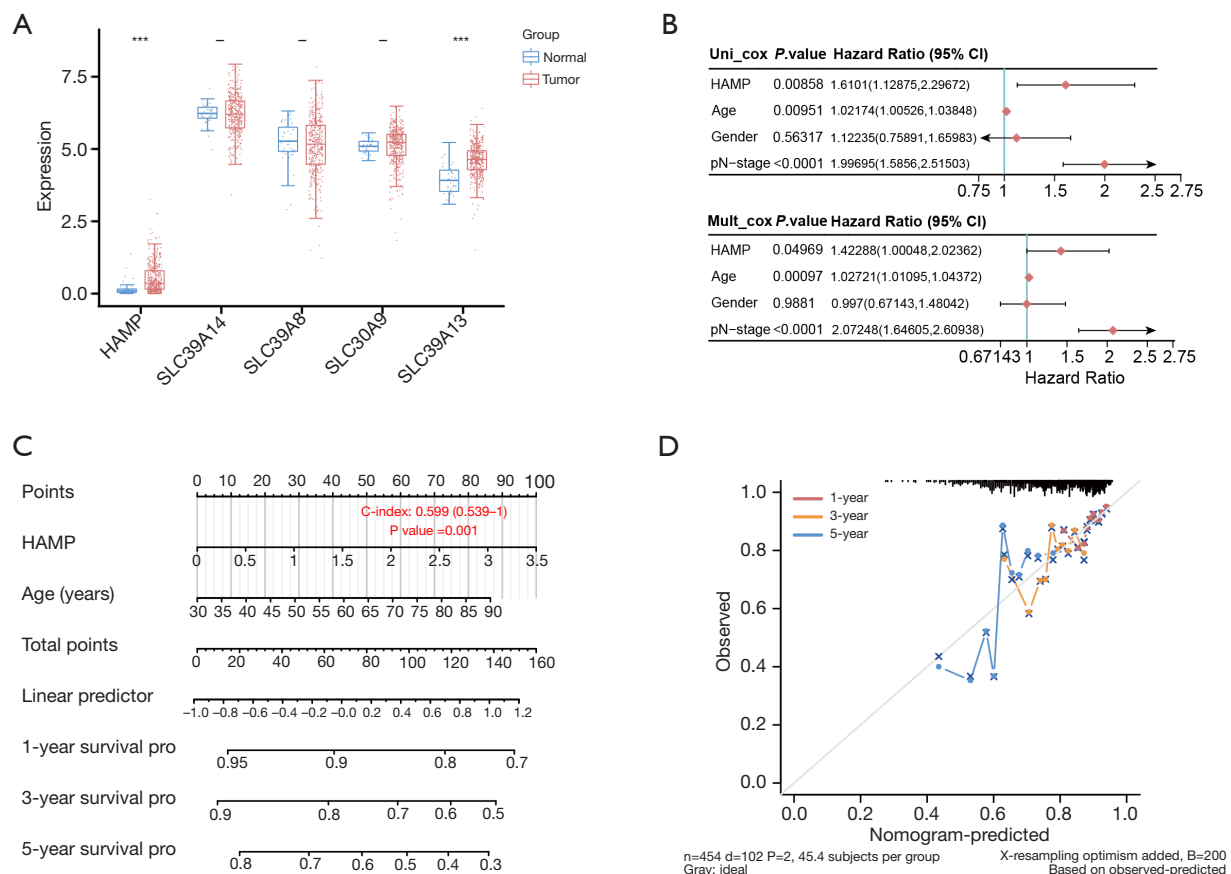 A
*** – – – ***
Group
Normal
Tumor
Expression
7.5
5.0
2.5
0.0
HAMP
SLC39A14
SLC39A8
SLC30A9
SLC39A13
B
Uni_cox P.value Hazard Ratio (95% CI)
HAMP 0.00858 1.6101(1.12875,2.29672)
Age 0.00951 1.02174(1.00526,1.03848)
Gender 0.56317 1.12235(0.75891,1.65983)
pN−stage <0.0001 1.99695(1.5856,2.51503)
0.75 1 1.5 2 2.5 2.75
Mult_cox P.value Hazard Ratio (95% CI)
HAMP 0.04969 1.42288(1.00048,2.02362)
Age 0.00097 1.02721(1.01095,1.04372)
Gender 0.9881 0.997(0.67143,1.48042)
pN−stage <0.0001 2.07248(1.64605,2.60938)
0.67143 1 1.5 2 2.5 2.75
Hazard Ratio
C
Points 0 10 20 30 40 50 60 70 80 90 100
C-index: 0.599 (0.539–1)
P value =0.001
HAMP 0 0.5 1 1.5 2 2.5 3 3.5
Age (years) 30 35 40 45 50 55 60 65 70 75 80 85 90
Total points 0 20 40 60 80 100 120 140 160
Linear predictor −1.0 −0.8 −0.6 −0.4 −0.2 −0.0 0.2 0.4 0.6 0.8 1.0 1.2
1-year survival pro 0.95 0.9 0.8 0.7
3-year survival pro 0.9 0.8 0.7 0.6 0.5
5-year survival pro 0.8 0.7 0.6 0.5 0.4 0.3
D
1-year
3-year
5-year
Observed
1.0
0.8
0.6
0.4
0.2
0.0
0.0 0.2 0.4 0.6 0.8 1.0
Nomogram-predicted
n=454 d=102 P=2, 45.4 subjects per group
Gray: ideal
X-resampling optimism added, B=200
Based on observed-predicted